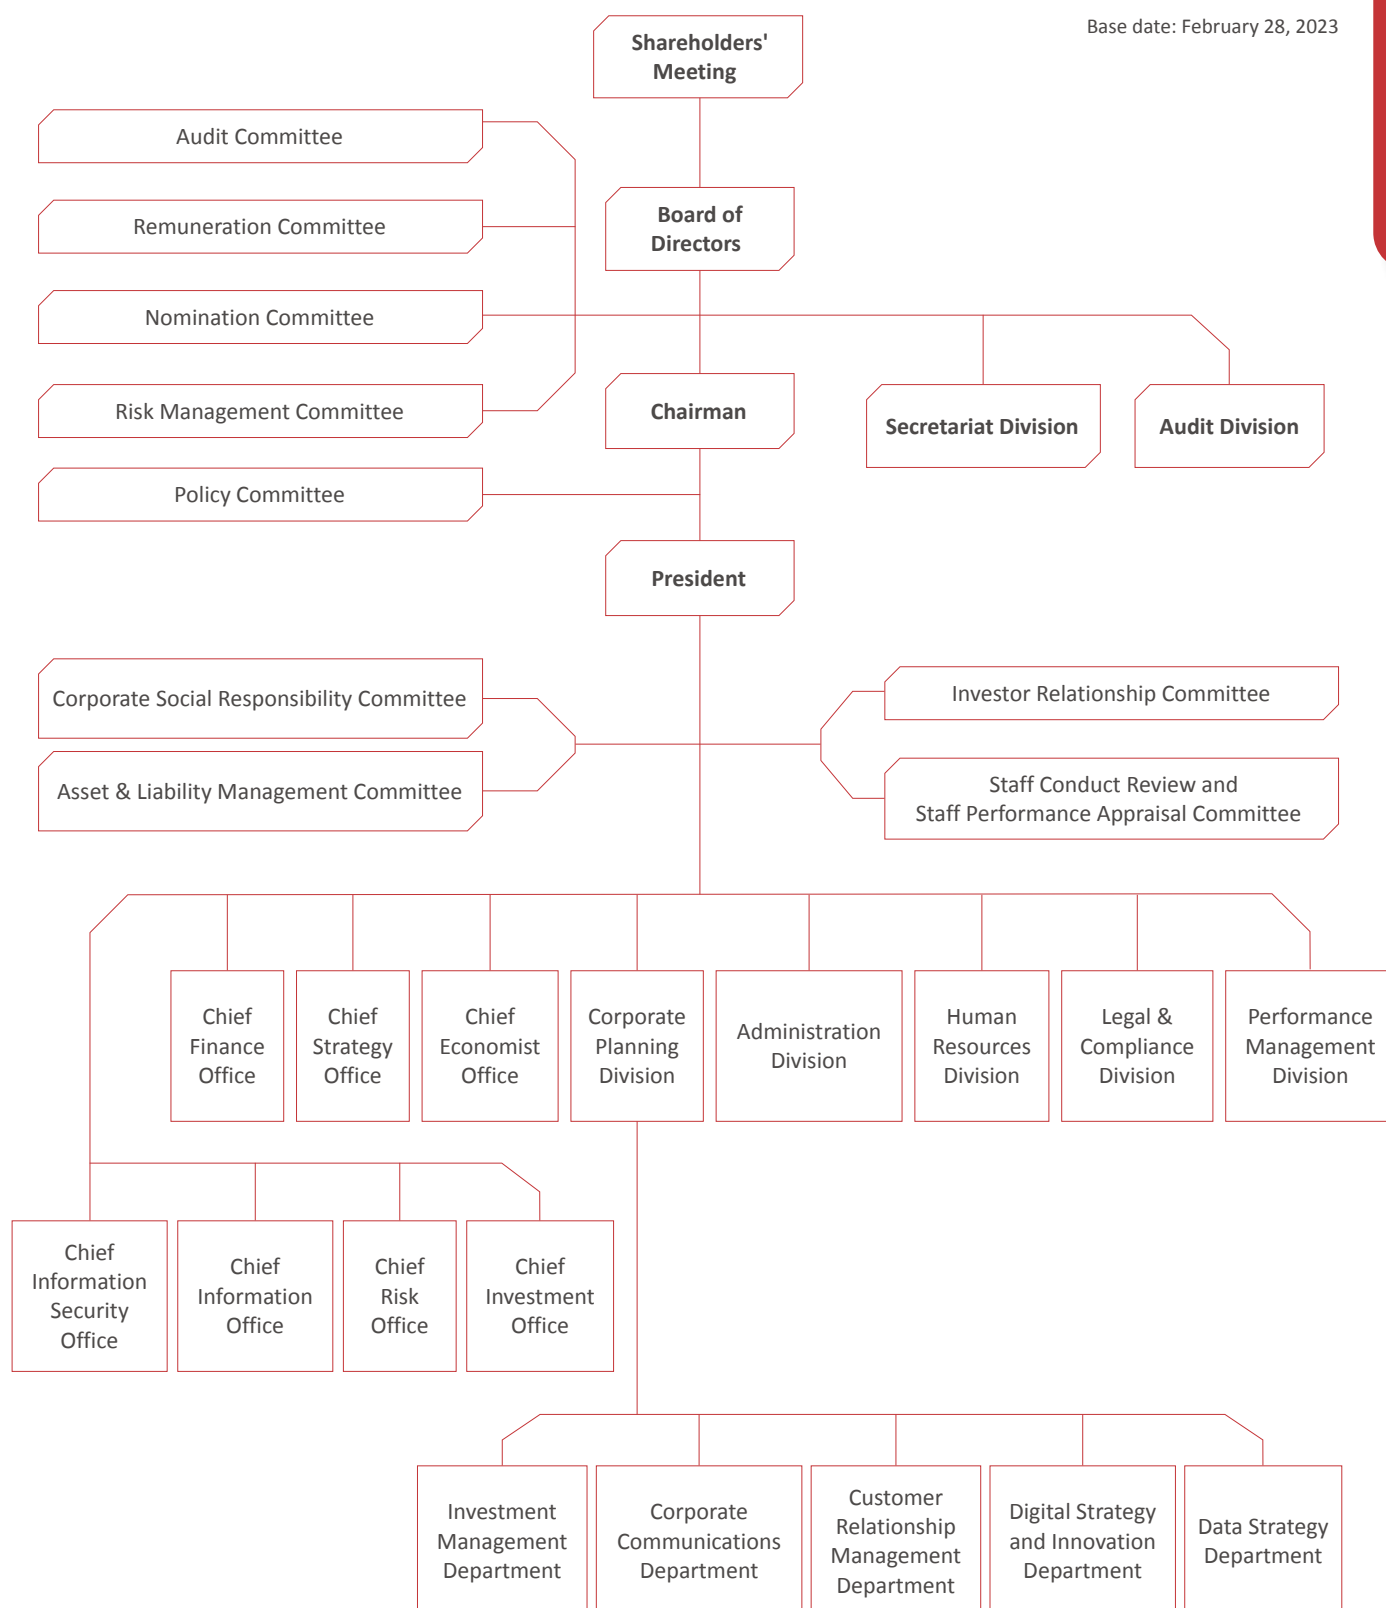 Base date: February 28, 2023
Shareholders'
Meeting
Audit Committee
Remuneration Committee
Board of
Directors
Nomination Committee
Risk Management Committee
Chairman
Secretariat Division
Audit Division
Policy Committee
President
Corporate Social Responsibility Committee
Investor Relationship Committee
Asset & Liability Management Committee
Staff Conduct Review and
Staff Performance Appraisal Committee
Chief
Finance
Office
Chief
Strategy
Office
Chief
Economist
Office
Corporate
Planning
Division
Administration
Division
Human
Resources
Division
Legal &
Compliance
Division
Performance
Management
Division
Chief
Information
Security
Office
Chief
Information
Office
Chief
Risk
Office
Chief
Investment
Office
Investment
Management
Department
Corporate
Communications
Department
Customer
Relationship
Management
Department
Digital Strategy
and Innovation
Department
Data Strategy
Department